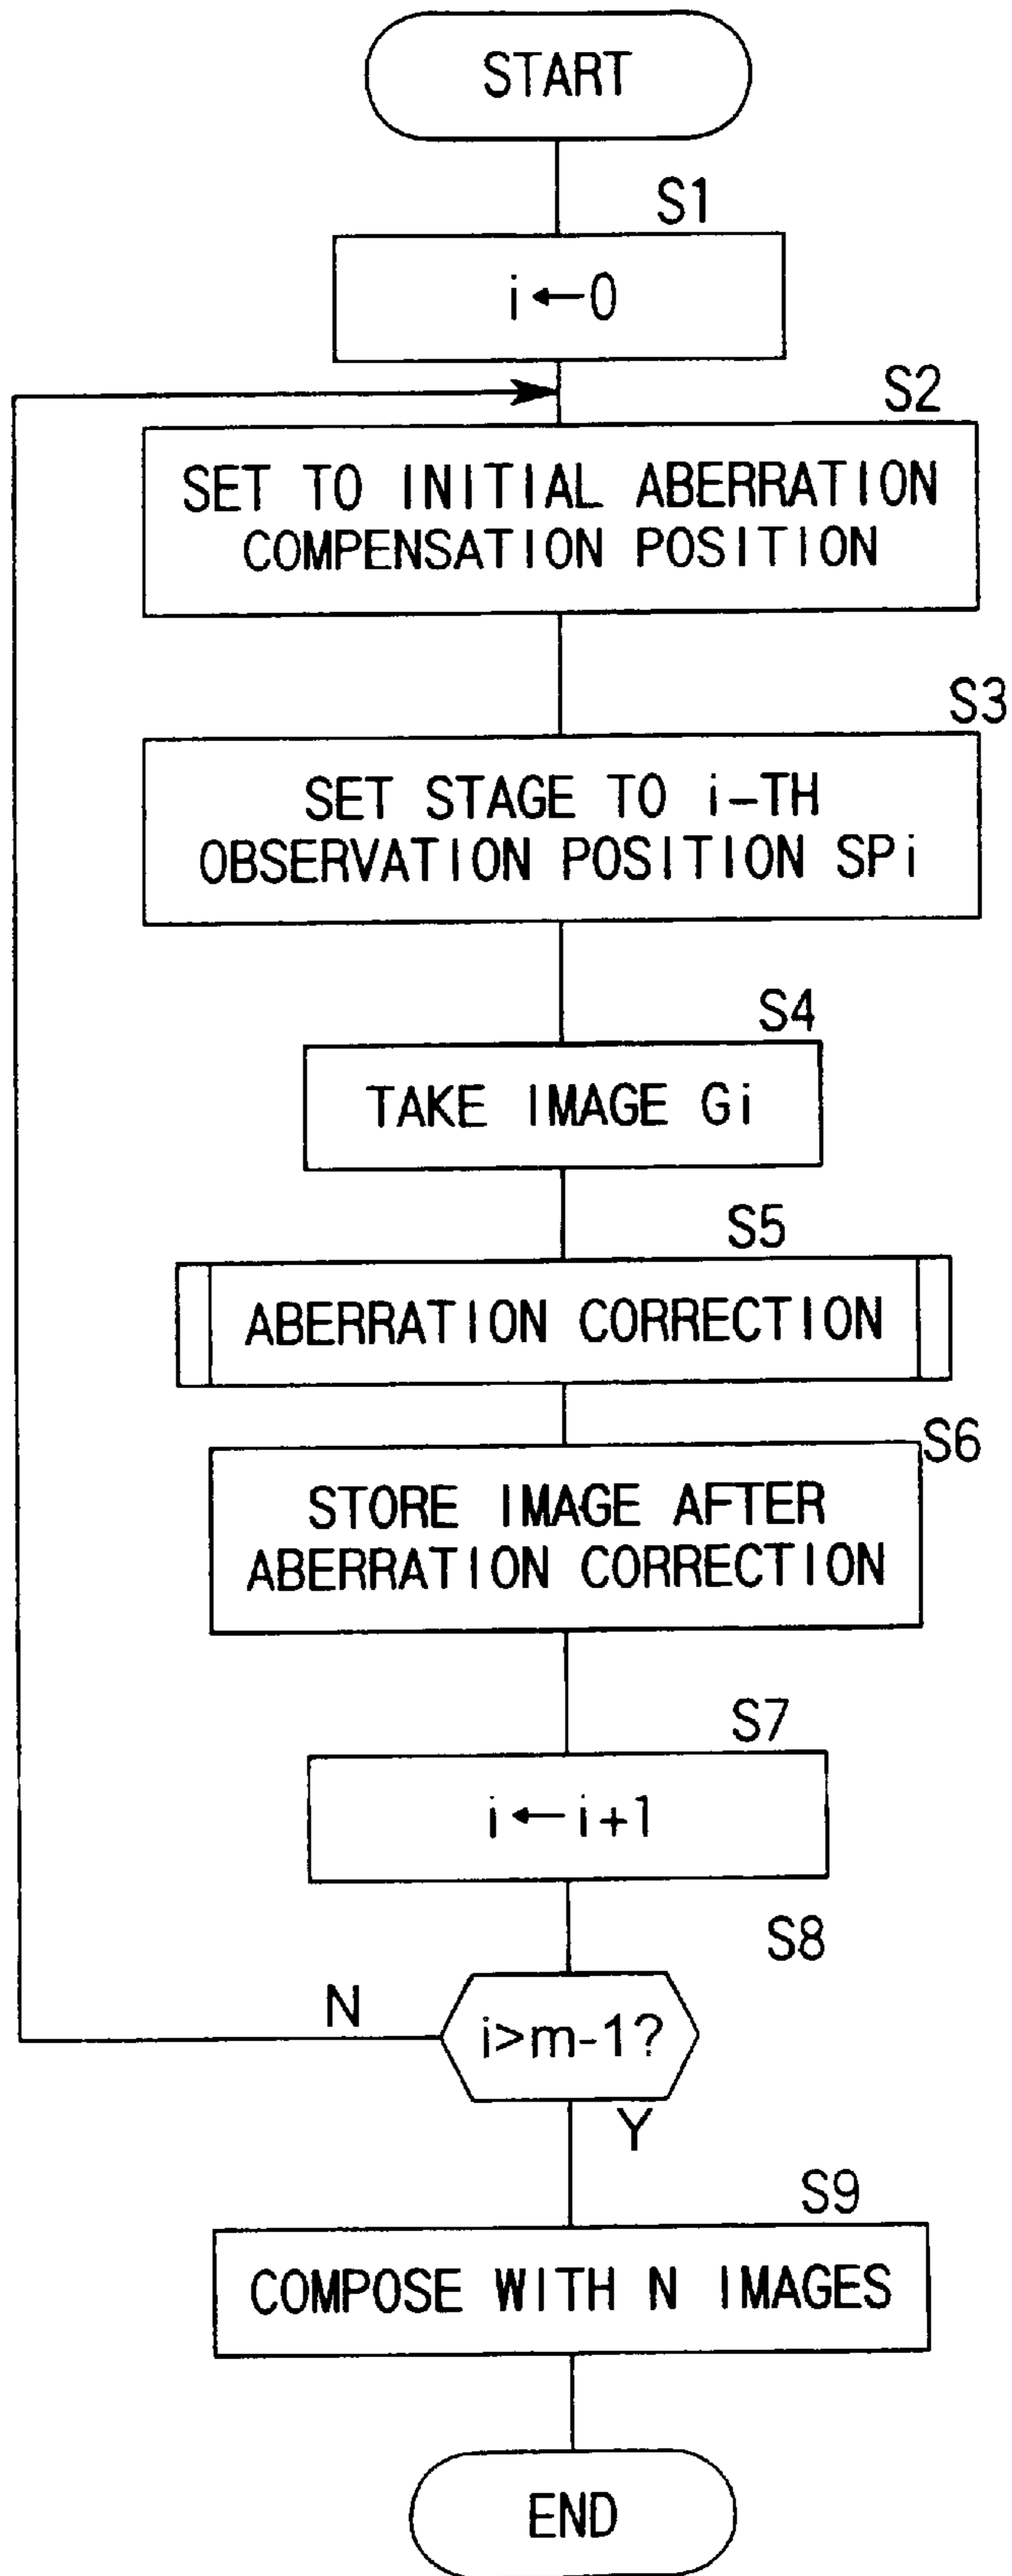 START
S1
i←0
S2
SET TO INITIAL ABERRATION
COMPENSATION POSITION
S3
SET STAGE TO i-TH
OBSERVATION POSITION SPi
S4
TAKE IMAGE Gi
S5
ABERRATION CORRECTION
S6
STORE IMAGE AFTER
ABERRATION CORRECTION
S7
i←i+1
S8
N
i>m-1?
Y
S9
COMPOSE WITH N IMAGES
END